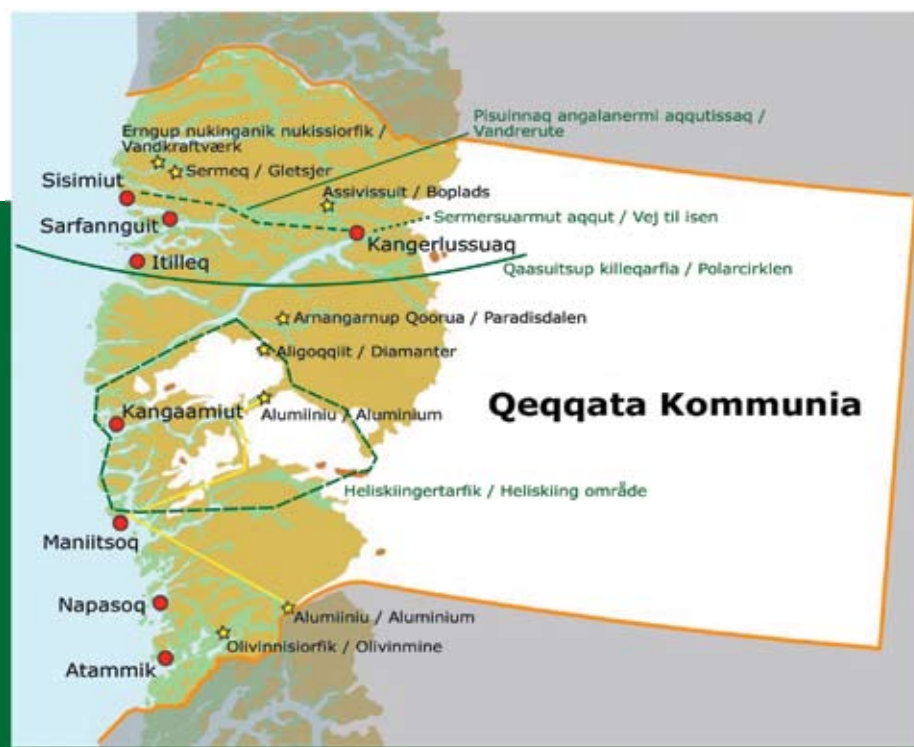 Pisuinnaq angalanermi aqqutissaq /
Vandrerute
Erngup nukinganik nukissiorfik /
Vandkraftværk
Sermeq / Gletsjer
Sisimiut
Assivissuit / Boplads
Sarfannguit
Sermersuarmut aqqut / Vej til isen
Kangerlussuaq
Itilleq
Qaasuitsup killeqarfia / Polarcirklen
Arnangarnup Qoorua / Paradisdalen
Aligoqqiit / Diamanter
Kangaamiut
Alumiiniu / Aluminium
Qeqqata Kommunia
Heliskiingertarfik / Heliskiing område
Maniitsoq
Napasoq
Alumiiniu / Aluminium
Olivinnisiorfik / Olivinmine
Atammik